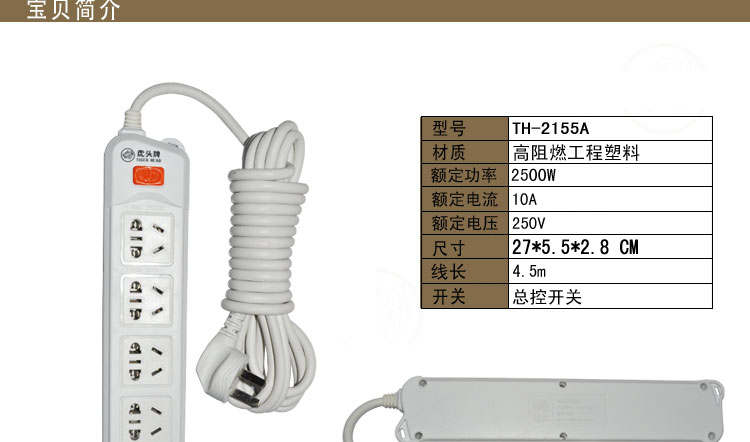 宝贝简介
虎头牌
TIGER HEAD
型号 TH-2155A
材质 高阻燃工程塑料
额定功率 2500W
额定电流 10A
额定电压 250V
尺寸 27*5.5*2.8 CM
线长 4.5m
开关 总控开关